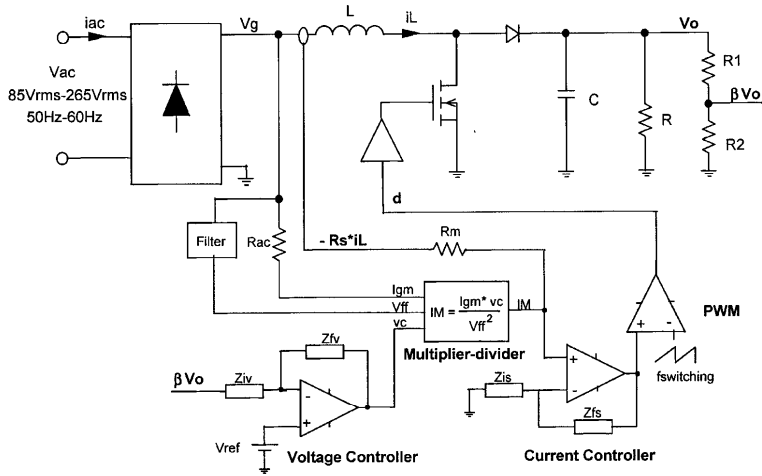 iac
Vg
L
iL
Vo
Vac
85Vrms-265Vrms
50Hz-60Hz
C
R
R1
βVo
R2
d
Filter
Rac
- Rs*iL
Rm
Igm
Vff
vc
IM = Igm* vc
Vff²
IM
Multiplier-divider
PWM
+ -
fswitching
βVo
Ziv
Zfv
-
+
Vref
Voltage Controller
Zis
+
-
Zfs
Current Controller